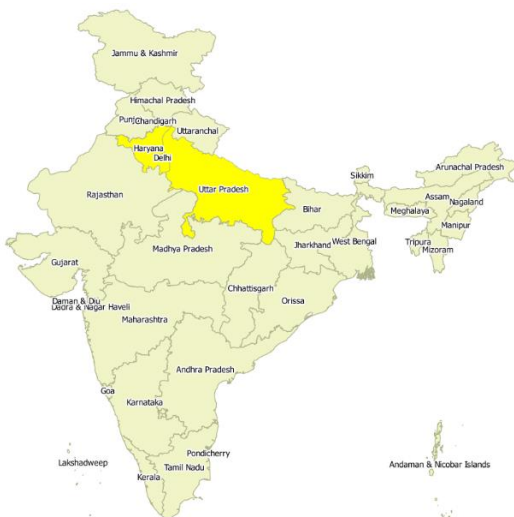 Jammu & Kashmir
Himachal Pradesh
Punj
Chandigarh
Uttaranchal
Haryana
Delhi
Rajasthan
Uttar Pradesh
Bihar
Sikkim
Arunachal Pradesh
Assam
Nagaland
Meghalaya
Manipur
Tripura
Mizoram
Gujarat
Madhya Pradesh
Jharkhand
West Bengal
Daman & Diu
Dadra & Nagar Haveli
Chhattisgarh
Orissa
Maharashtra
Andhra Pradesh
Goa
Karnataka
Pondicherry
Lakshadweep
Kerala
Tamil Nadu
Andaman & Nicobar Islands